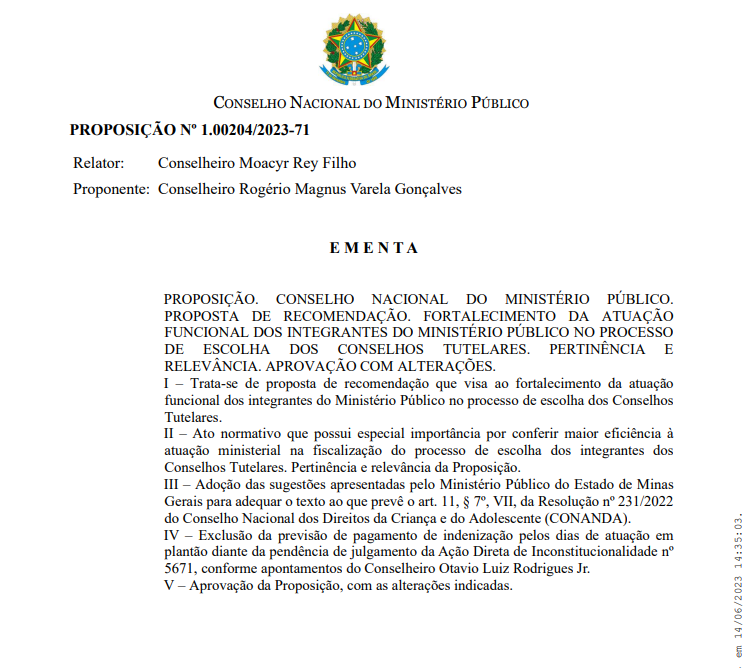 CONSELHO NACIONAL DO MINISTÉRIO PÚBLICO
PROPOSIÇÃO Nº 1.00204/2023-71
Relator: Conselheiro Moacyr Rey Filho
Proponente: Conselheiro Rogério Magnus Varela Gonçalves
E M E N T A
PROPOSIÇÃO. CONSELHO NACIONAL DO MINISTÉRIO PÚBLICO.
PROPOSTA DE RECOMENDAÇÃO. FORTALECIMENTO DA ATUAÇÃO
FUNCIONAL DOS INTEGRANTES DO MINISTÉRIO PÚBLICO NO PROCESSO
DE ESCOLHA DOS CONSELHOS TUTELARES. PERTINÊNCIA E
RELEVÂNCIA. APROVAÇÃO COM ALTERAÇÕES.
I – Trata-se de proposta de recomendação que visa ao fortalecimento da atuação
funcional dos integrantes do Ministério Público no processo de escolha dos Conselhos
Tutelares.
II – Ato normativo que possui especial importância por conferir maior eficiência à
atuação ministerial na fiscalização do processo de escolha dos integrantes dos
Conselhos Tutelares. Pertinência e relevância da Proposição.
III – Adoção das sugestões apresentadas pelo Ministério Público do Estado de Minas
Gerais para adequar o texto ao que prevê o art. 11, § 7º, VII, da Resolução nº 231/2022
do Conselho Nacional dos Direitos da Criança e do Adolescente (CONANDA).
IV – Exclusão da previsão de pagamento de indenização pelos dias de atuação em
plantão diante da pendência de julgamento da Ação Direta de Inconstitucionalidade nº
5671, conforme apontamentos do Conselheiro Otavio Luiz Rodrigues Jr.
V – Aprovação da Proposição, com as alterações indicadas.
em 14/06/2023 14:35:03.